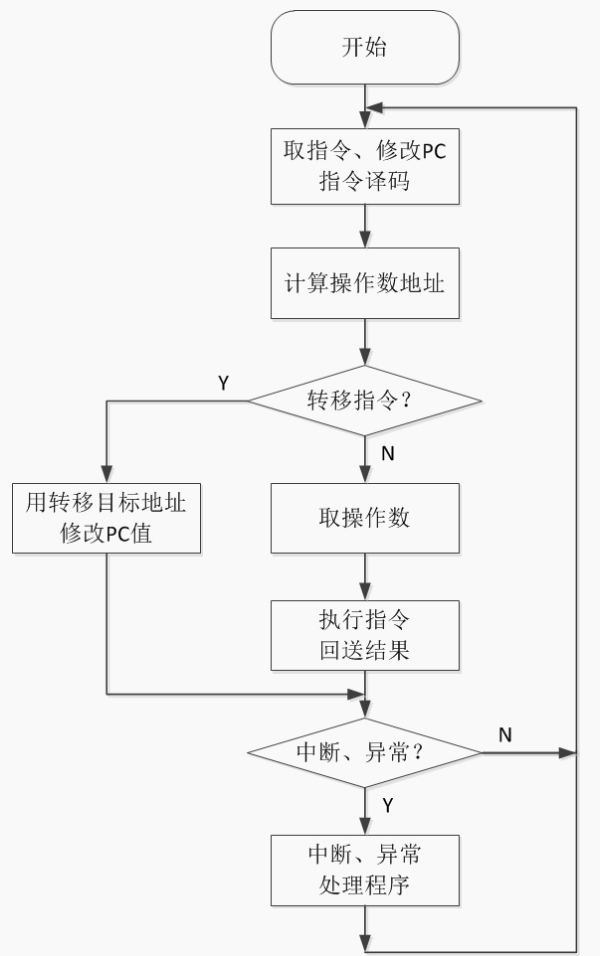 开始
取指令、修改PC
指令译码
计算操作数地址
转移指令？
Y
N
用转移目标地址
修改PC值
取操作数
执行指令
回送结果
中断、异常？
N
Y
中断、异常
处理程序